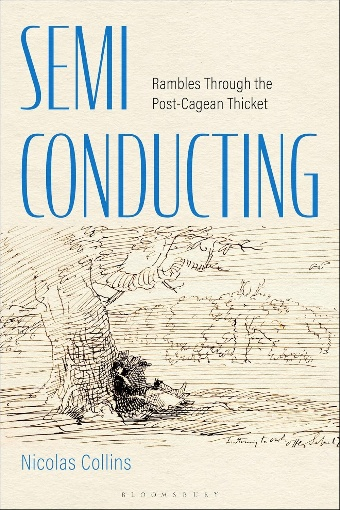 SEMI
Rambles Through the
Post-Cagean Thicket
CONDUCTING
Nicolas Collins
BLOOMSBURY